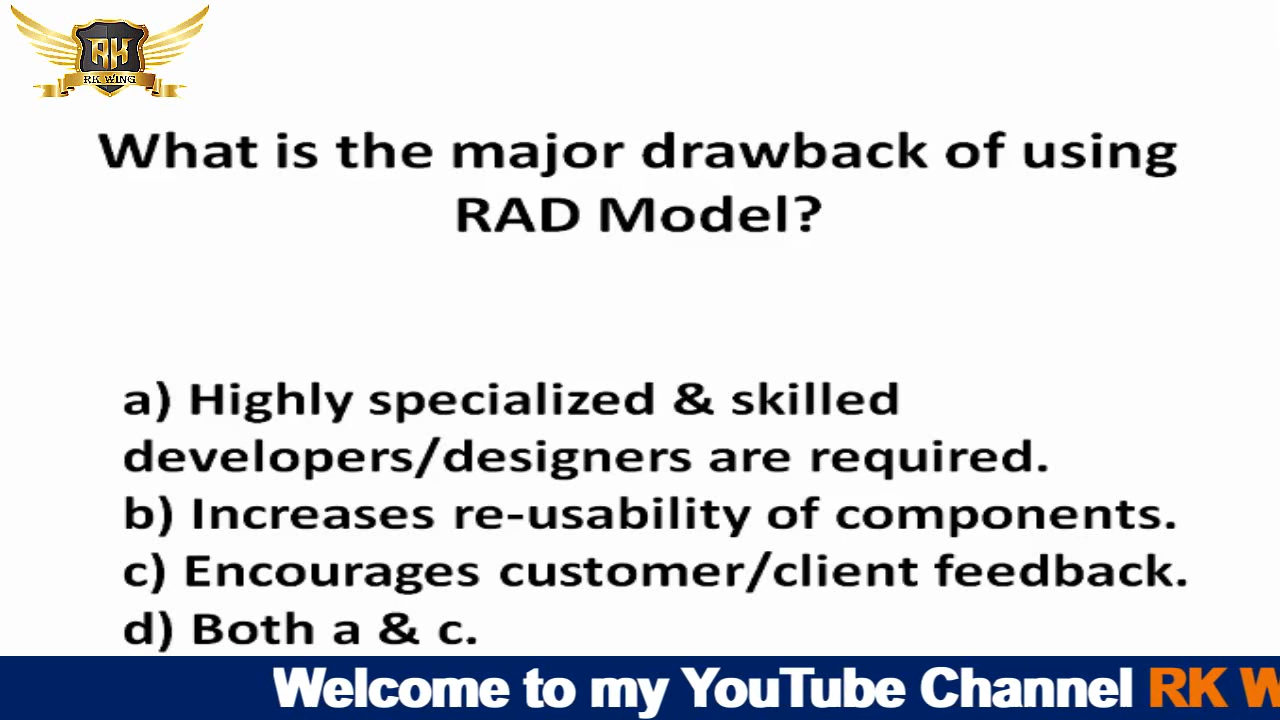 RK
RK WING
What is the major drawback of using
RAD Model?
a) Highly specialized & skilled
developers/designers are required.
b) Increases re-usability of components.
c) Encourages customer/client feedback.
d) Both a & c.
Welcome to my YouTube Channel RK W